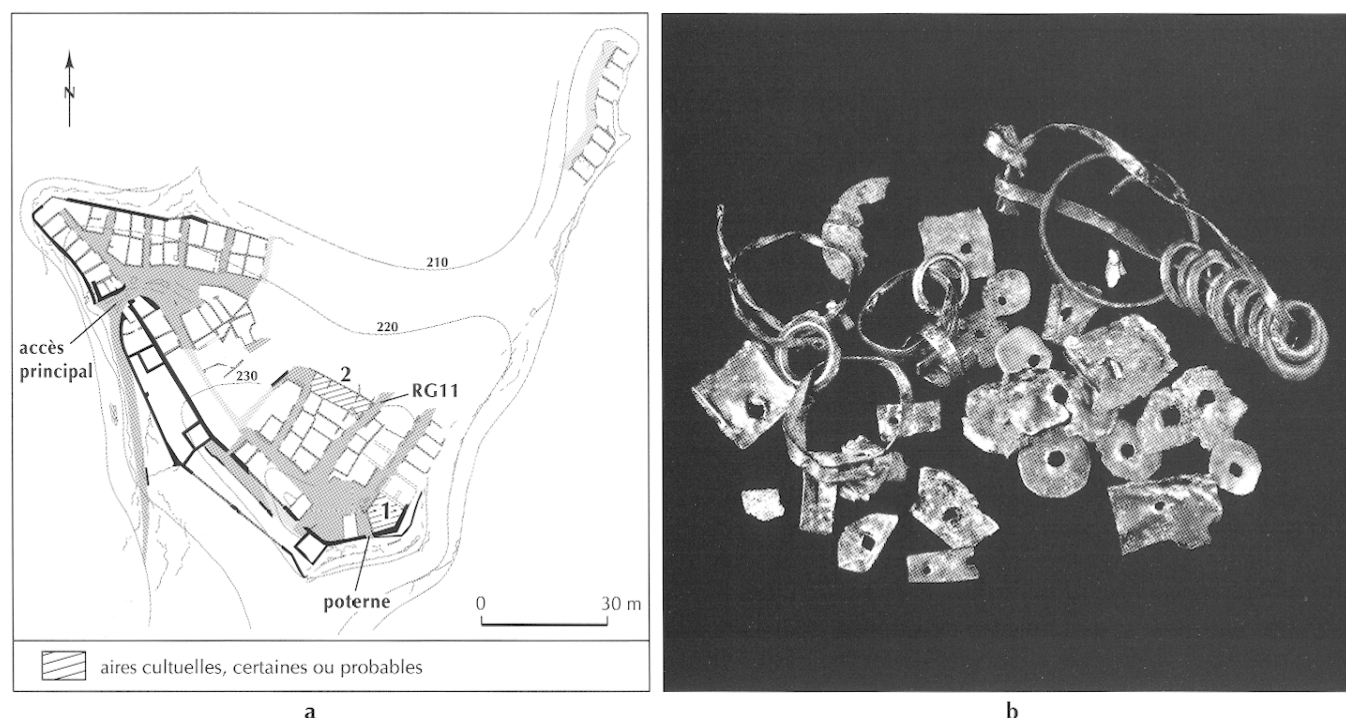 N
210
220
accès
principal
230
2
RG11
1
poterne
0 30 m
aires cultuelles, certaines ou probables
a b